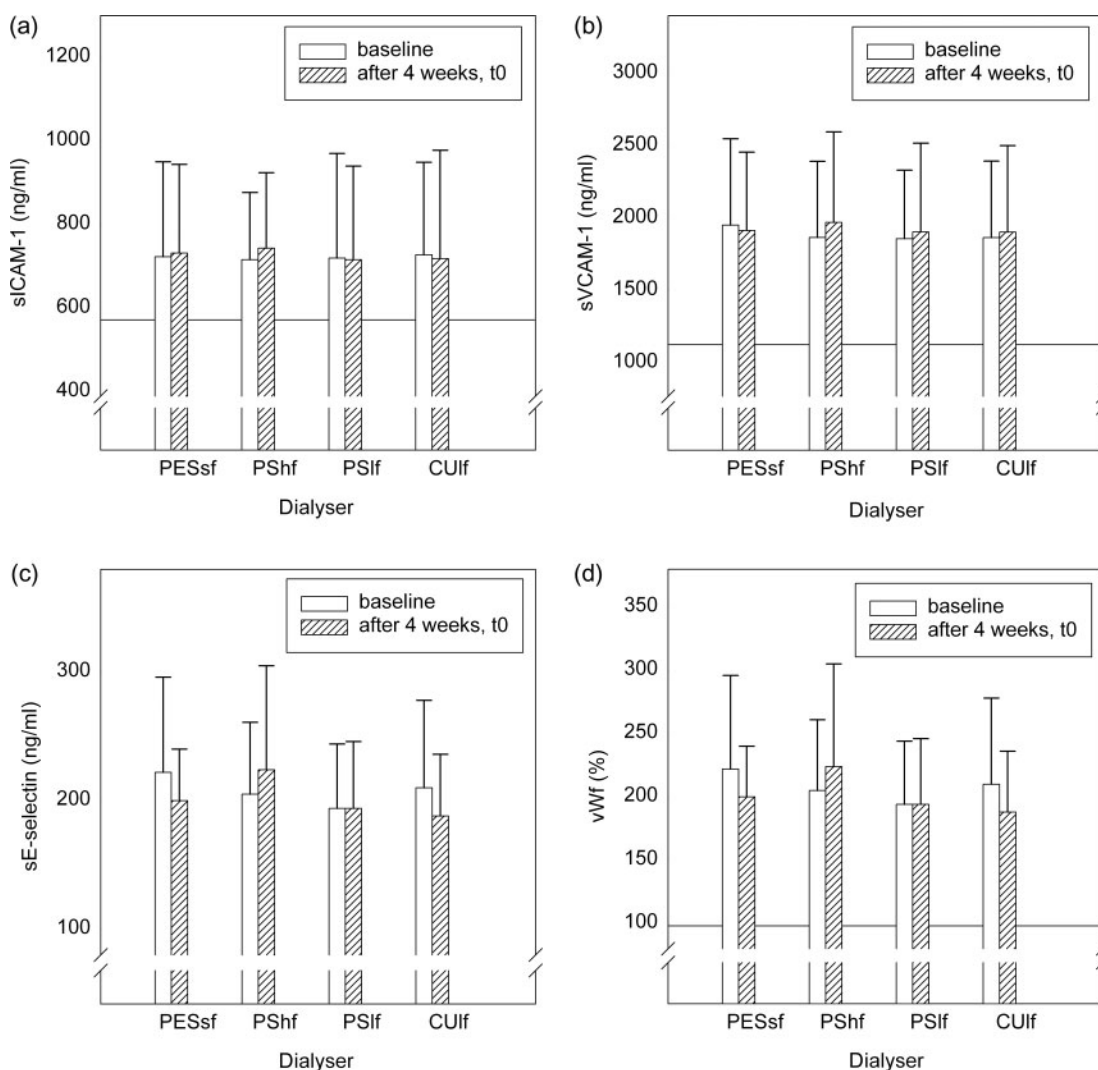 (a)
1200
1000
800
600
400
sICAM-1 (ng/ml)
baseline
after 4 weeks, t0
PESsf PShf PSlf CUlf
Dialyser
(b)
3000
2500
2000
1500
1000
sVCAM-1 (ng/ml)
baseline
after 4 weeks, t0
PESsf PShf PSlf CUlf
Dialyser
(c)
300
200
100
sE-selectin (ng/ml)
baseline
after 4 weeks, t0
PESsf PShf PSlf CUlf
Dialyser
(d)
350
300
250
200
150
100
vWf (%)
baseline
after 4 weeks, t0
PESsf PShf PSlf CUlf
Dialyser